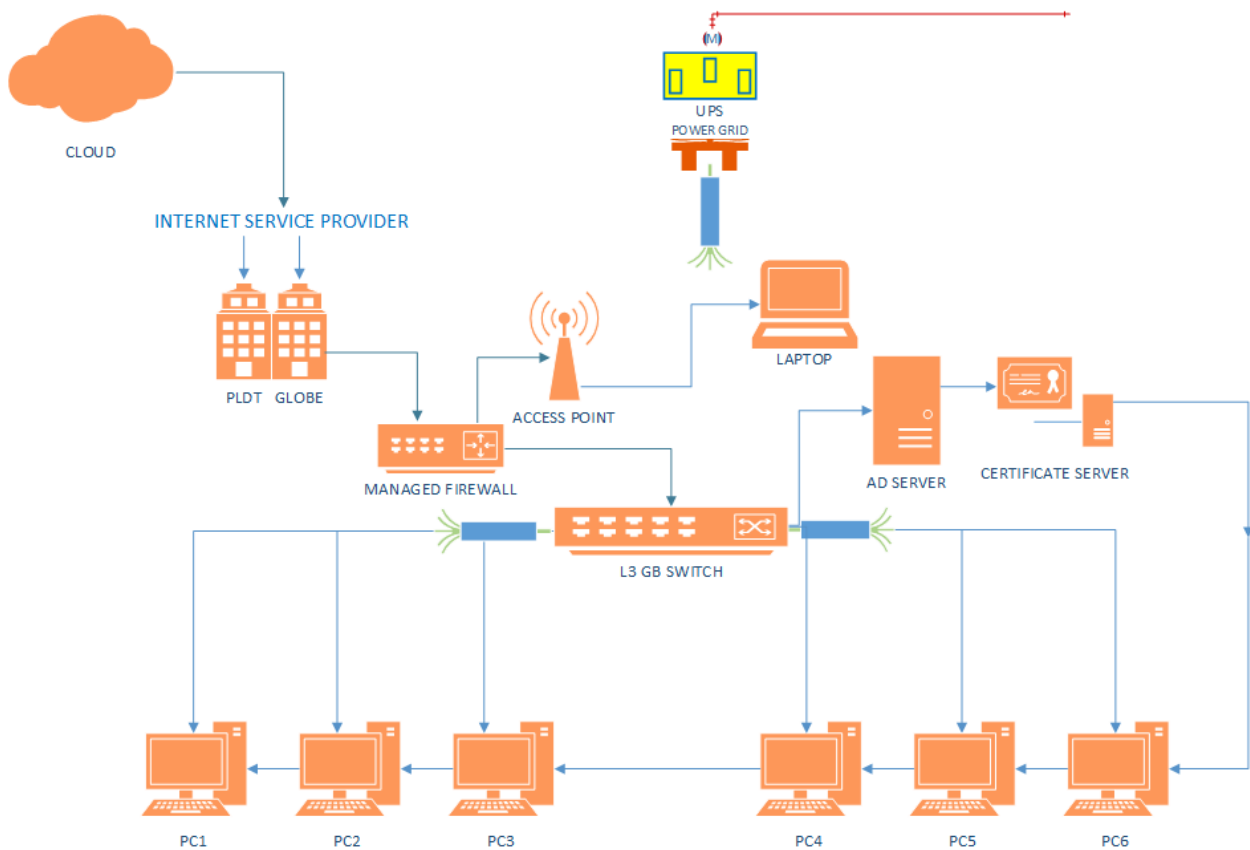 (M)
UPS
POWER GRID
CLOUD
INTERNET SERVICE PROVIDER
LAPTOP
PLDT GLOBE
ACCESS POINT
MANAGED FIREWALL
AD SERVER
CERTIFICATE SERVER
L3 GB SWITCH
PC1 PC2 PC3 PC4 PC5 PC6